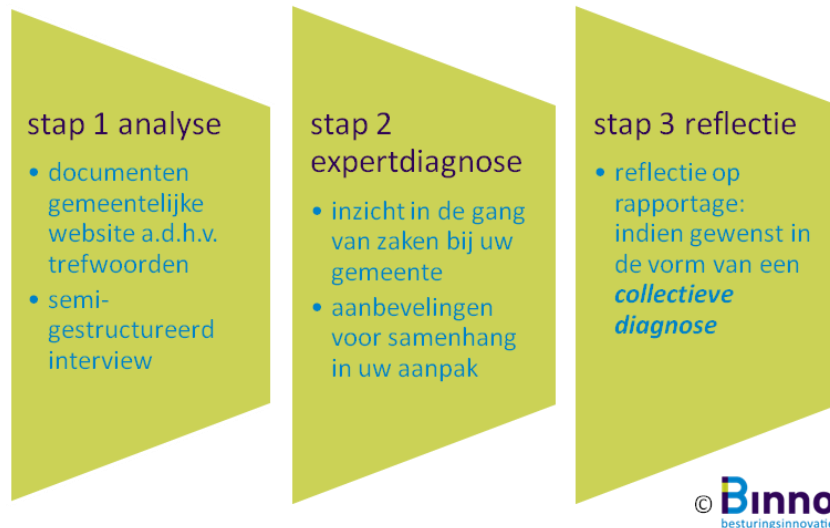 stap 1 analyse
• documenten
gemeentelijke
website a.d.h.v.
trefwoorden
• semi-
gestructureerd
interview
stap 2
expertdiagnose
• inzicht in de gang
van zaken bij uw
gemeente
• aanbevelingen
voor samenhang
in uw aanpak
stap 3 reflectie
• reflectie op
rapportage:
indien gewenst in
de vorm van een
collectieve
diagnose
© Binno
besturingsinnovatie